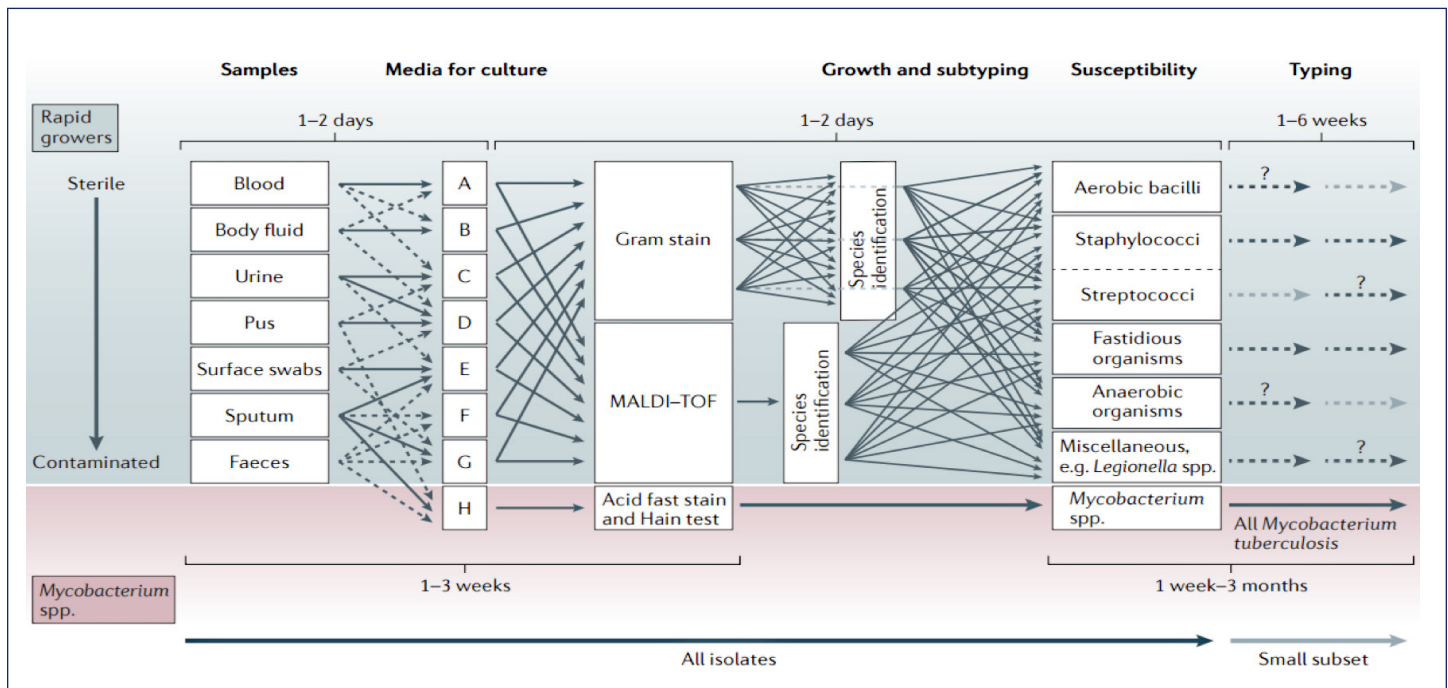 Samples
Media for culture
Growth and subtyping
Susceptibility
Typing
Rapid
growers
1–2 days
1–2 days
1–6 weeks
Sterile
Contaminated
Blood
Body fluid
Urine
Pus
Surface swabs
Sputum
Faeces
A
B
C
D
E
F
G
H
Gram stain
MALDI–TOF
Acid fast stain
and Hain test
Species
identification
Species
identification
Aerobic bacilli
Staphylococci
Streptococci
Fastidious
organisms
Anaerobic
organisms
Miscellaneous,
e.g. Legionella spp.
Mycobacterium
spp.
?
?
?
?
All Mycobacterium
tuberculosis
Mycobacterium
spp.
1–3 weeks
1 week–3 months
All isolates
Small subset